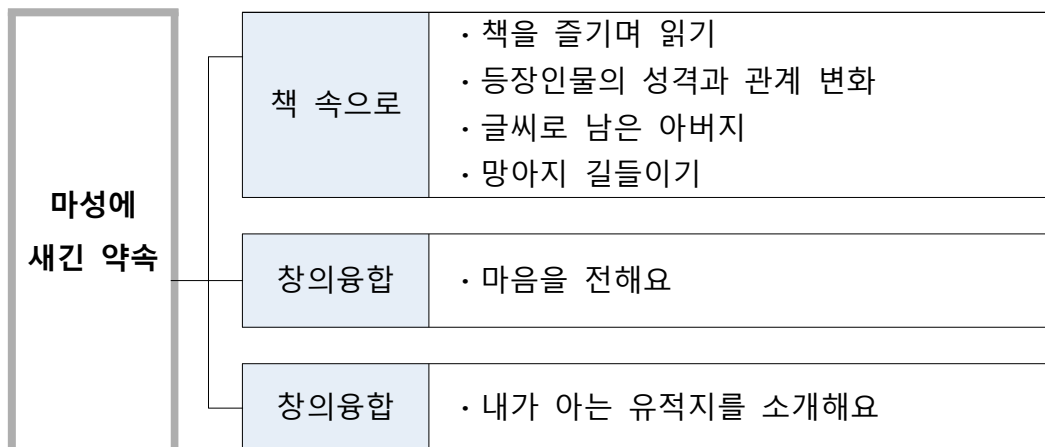 마성에
새긴 약속
책 속으로
· 책을 즐기며 읽기
· 등장인물의 성격과 관계 변화
· 글씨로 남은 아버지
· 망아지 길들이기
창의융합
· 마음을 전해요
창의융합
· 내가 아는 유적지를 소개해요